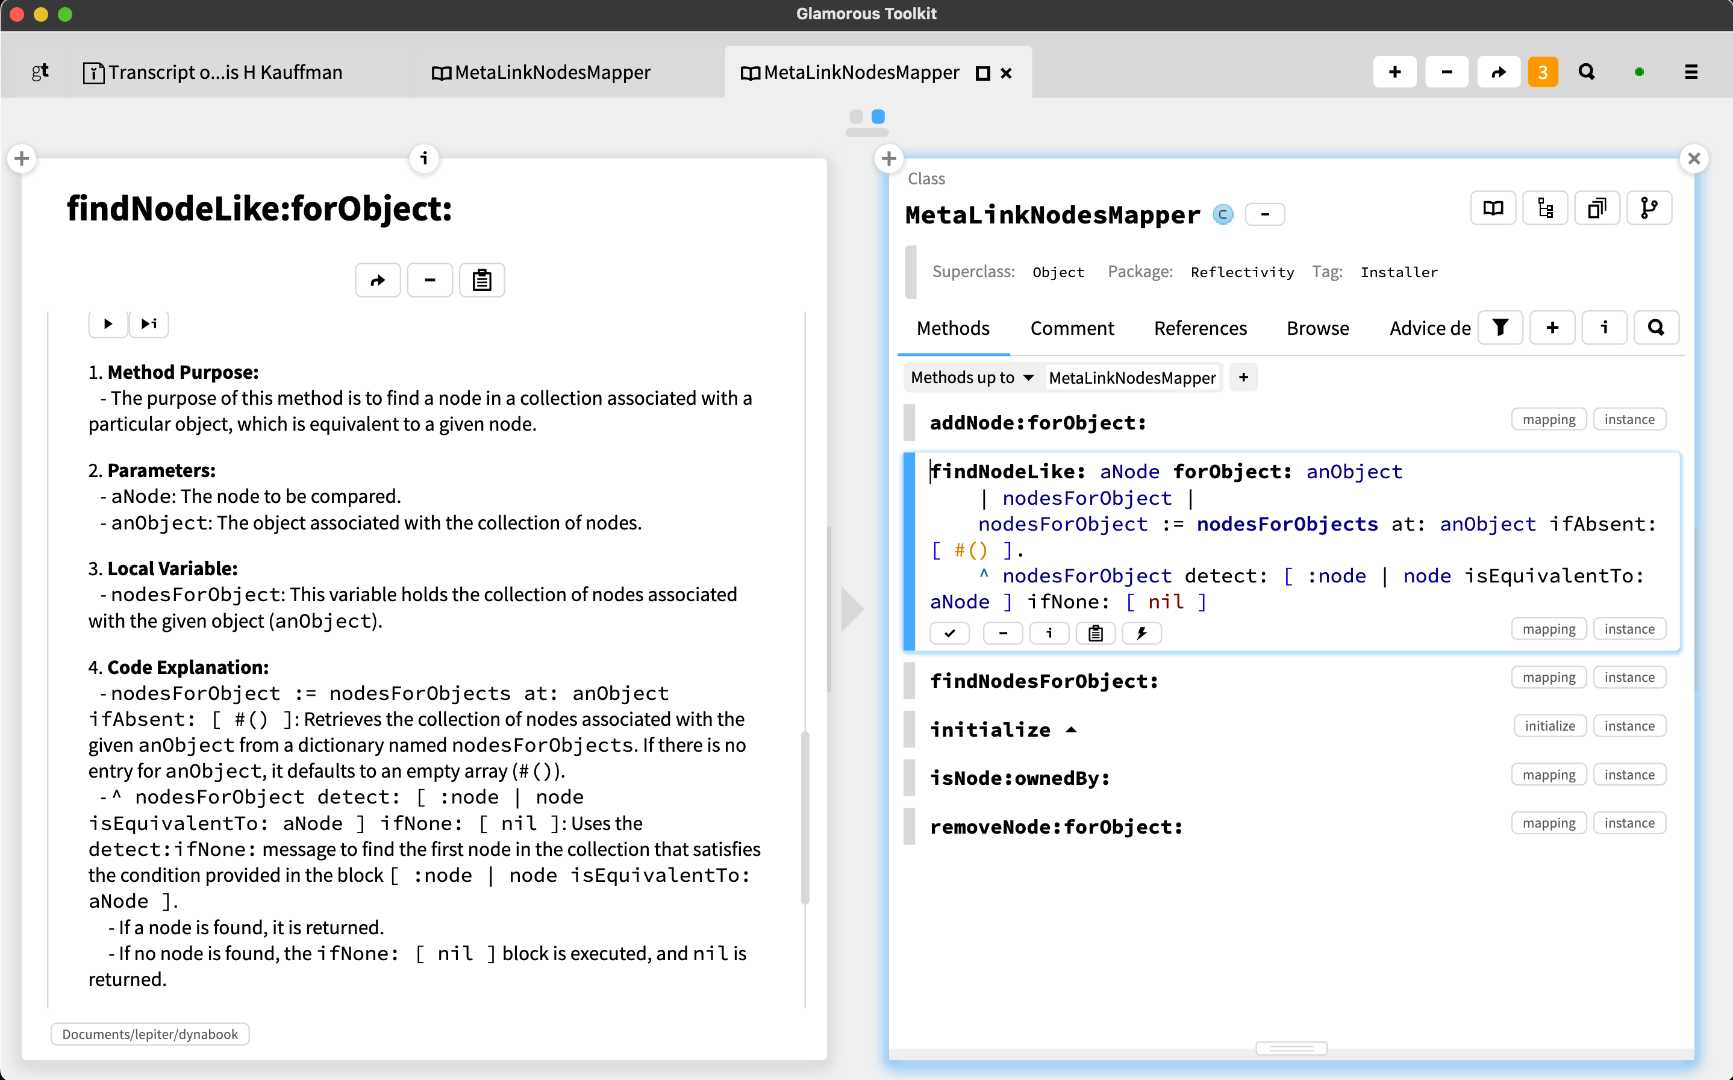 Glamorous Toolkit
gt
Transcript o...is H Kauffman
MetaLinkNodesMapper
MetaLinkNodesMapper
3
findNodeLike:forObject:
1. Method Purpose:
- The purpose of this method is to find a node in a collection associated with a
particular object, which is equivalent to a given node.
2. Parameters:
- aNode: The node to be compared.
- anObject: The object associated with the collection of nodes.
3. Local Variable:
- nodesForObject: This variable holds the collection of nodes associated
with the given object (anObject).
4. Code Explanation:
- nodesForObject := nodesForObjects at: anObject
ifAbsent: [ #() ]: Retrieves the collection of nodes associated with the
given anObject from a dictionary named nodesForObjects. If there is no
entry for anObject, it defaults to an empty array (#()).
- ^ nodesForObject detect: [ :node | node
isEquivalentTo: aNode ] ifNone: [ nil ]: Uses the
detect:ifNone: message to find the first node in the collection that satisfies
the condition provided in the block [ :node | node isEquivalentTo:
aNode ].
- If a node is found, it is returned.
- If no node is found, the ifNone: [ nil ] block is executed, and nil is
returned.
Documents/lepiter/dynabook
Class
MetaLinkNodesMapper C
Superclass: Object Package: Reflectivity Tag: Installer
Methods Comment References Browse Advice de
Methods up to MetaLinkNodesMapper +
addNode:forObject: mapping instance
findNodeLike: aNode forObject: anObject
| nodesForObject |
nodesForObject := nodesForObjects at: anObject ifAbsent:
[ #() ].
^ nodesForObject detect: [ :node | node isEquivalentTo:
aNode ] ifNone: [ nil ]
mapping instance
findNodesForObject: mapping instance
initialize initialize instance
isNode:ownedBy: mapping instance
removeNode:forObject: mapping instance